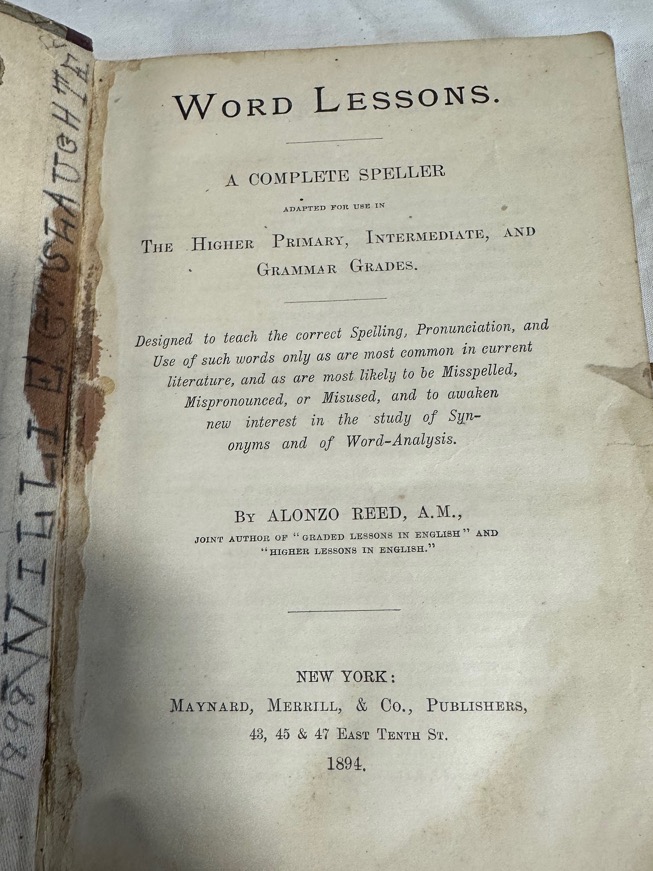 WORD LESSONS.
A COMPLETE SPELLER
ADAPTED FOR USE IN
THE HIGHER PRIMARY, INTERMEDIATE, AND
GRAMMAR GRADES.
Designed to teach the correct Spelling, Pronunciation, and
Use of such words only as are most common in current
literature, and as are most likely to be Misspelled,
Mispronounced, or Misused, and to awaken
new interest in the study of Syn-
onyms and of Word-Analysis.
BY ALONZO REED, A.M.,
JOINT AUTHOR OF "GRADED LESSONS IN ENGLISH" AND
"HIGHER LESSONS IN ENGLISH."
NEW YORK:
MAYNARD, MERRILL, & CO., PUBLISHERS,
43, 45 & 47 EAST TENTH ST.
1894.
1898 WILLIE